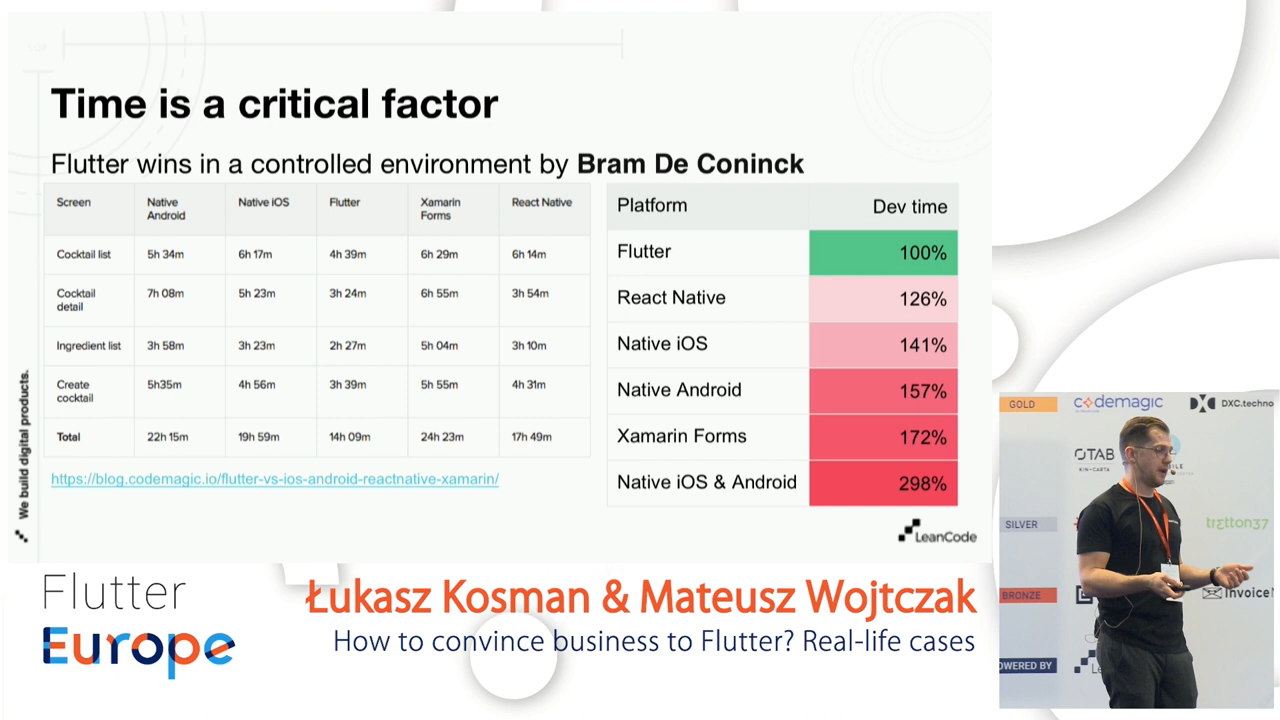 Time is a critical factor
Flutter wins in a controlled environment by Bram De Coninck
Screen Native Android Native iOS Flutter Xamarin Forms React Native
Cocktail list 5h 34m 6h 17m 4h 39m 6h 29m 6h 14m
Cocktail detail 7h 08m 5h 23m 3h 24m 6h 55m 3h 54m
Ingredient list 3h 58m 3h 23m 2h 27m 5h 04m 3h 10m
Create cocktail 5h35m 4h 56m 3h 39m 5h 55m 4h 31m
Total 22h 15m 19h 59m 14h 09m 24h 23m 17h 49m
https://blog.codemagic.io/flutter-vs-ios-android-reactnative-xamarin/
Platform Dev time
Flutter 100%
React Native 126%
Native iOS 141%
Native Android 157%
Xamarin Forms 172%
Native iOS & Android 298%
We build digital products.
LeanCode
Flutter
Europe
Łukasz Kosman & Mateusz Wojtczak
How to convince business to Flutter? Real-life cases
GOLD
codemagic
DXC.techno
TAB
KIN+CARTA
SILVER
tretton37
BRONZE
Invoice
OWERED BY